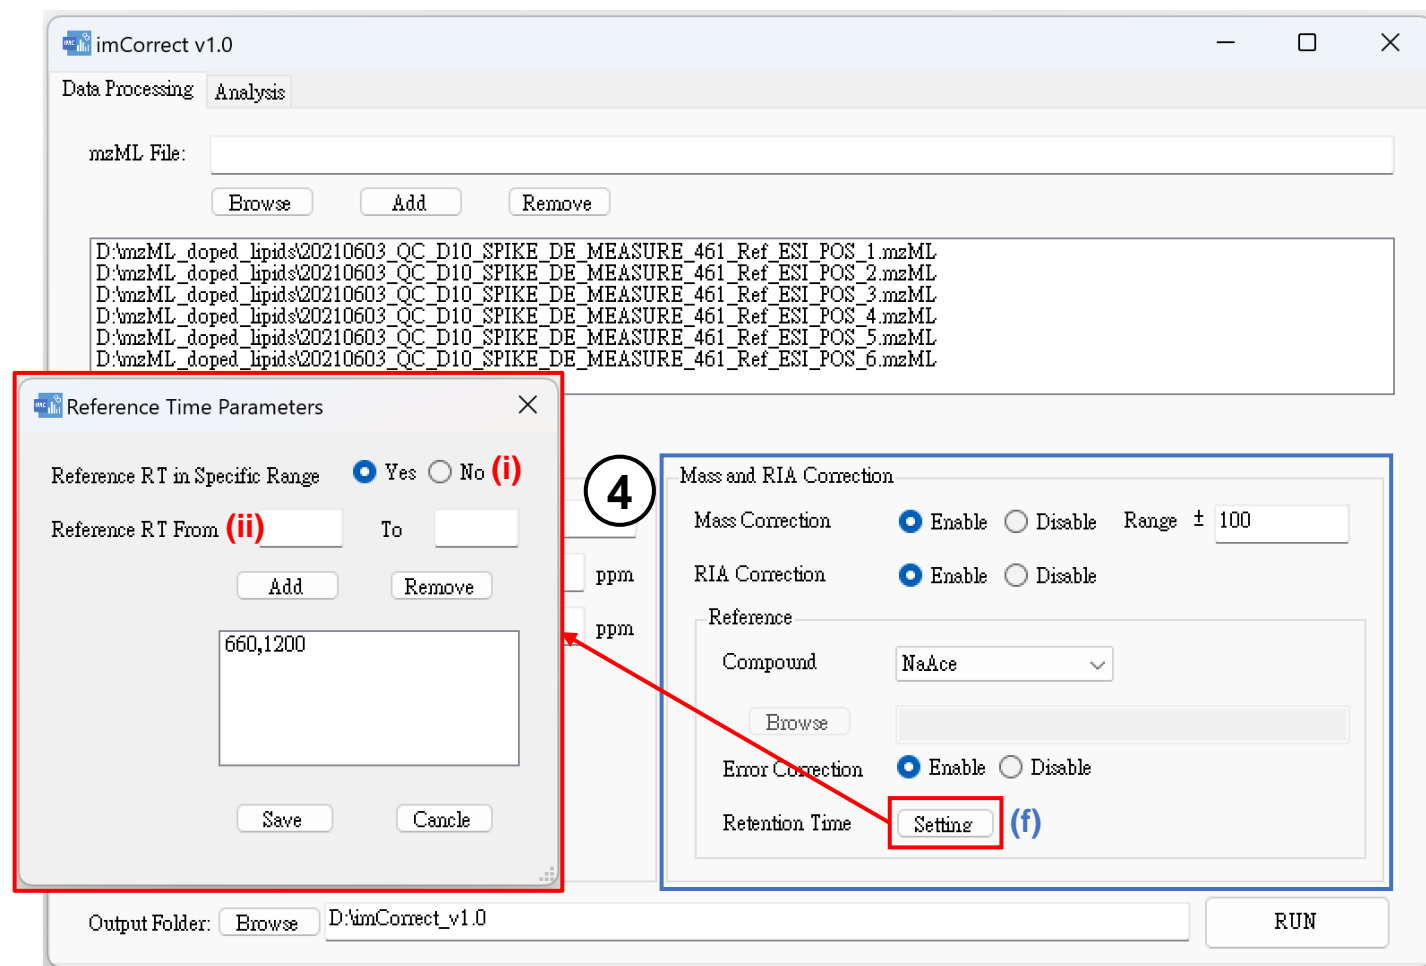 imCorrect v1.0
Data Processing Analysis
mzML File:
Browse Add Remove
D:\mzML_doped_lipids\20210603_QC_D10_SPIKE_DE_MEASURE_461_Ref_ESI_POS_1.mzML
D:\mzML_doped_lipids\20210603_QC_D10_SPIKE_DE_MEASURE_461_Ref_ESI_POS_2.mzML
D:\mzML_doped_lipids\20210603_QC_D10_SPIKE_DE_MEASURE_461_Ref_ESI_POS_3.mzML
D:\mzML_doped_lipids\20210603_QC_D10_SPIKE_DE_MEASURE_461_Ref_ESI_POS_4.mzML
D:\mzML_doped_lipids\20210603_QC_D10_SPIKE_DE_MEASURE_461_Ref_ESI_POS_5.mzML
D:\mzML_doped_lipids\20210603_QC_D10_SPIKE_DE_MEASURE_461_Ref_ESI_POS_6.mzML
Reference Time Parameters
Reference RT in Specific Range Yes No (i)
Reference RT From (ii) To
Add Remove
660,1200
Save Cancle
ppm
ppm
4
Mass and RIA Correction
Mass Correction Enable Disable Range ± 100
RIA Correction Enable Disable
Reference
Compound NaAce
Browse
Error Correction Enable Disable
Retention Time Setting (f)
Output Folder: Browse D:\imCorrect_v1.0 RUN